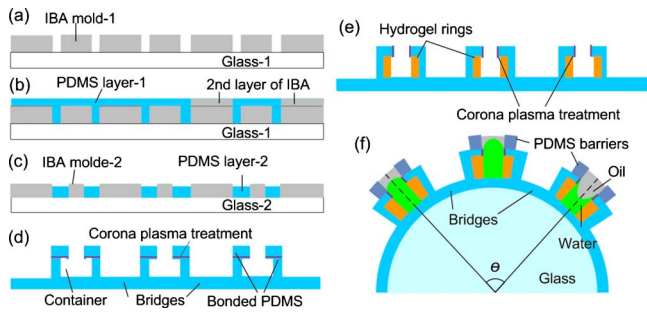 (a)
IBA mold-1
Glass-1
(b)
PDMS layer-1
2nd layer of IBA
Glass-1
(c)
IBA molde-2
PDMS layer-2
Glass-2
(d)
Corona plasma treatment
Container
Bridges
Bonded PDMS
(e)
Hydrogel rings
Corona plasma treatment
(f)
PDMS barriers
Oil
Bridges
Water
θ
Glass